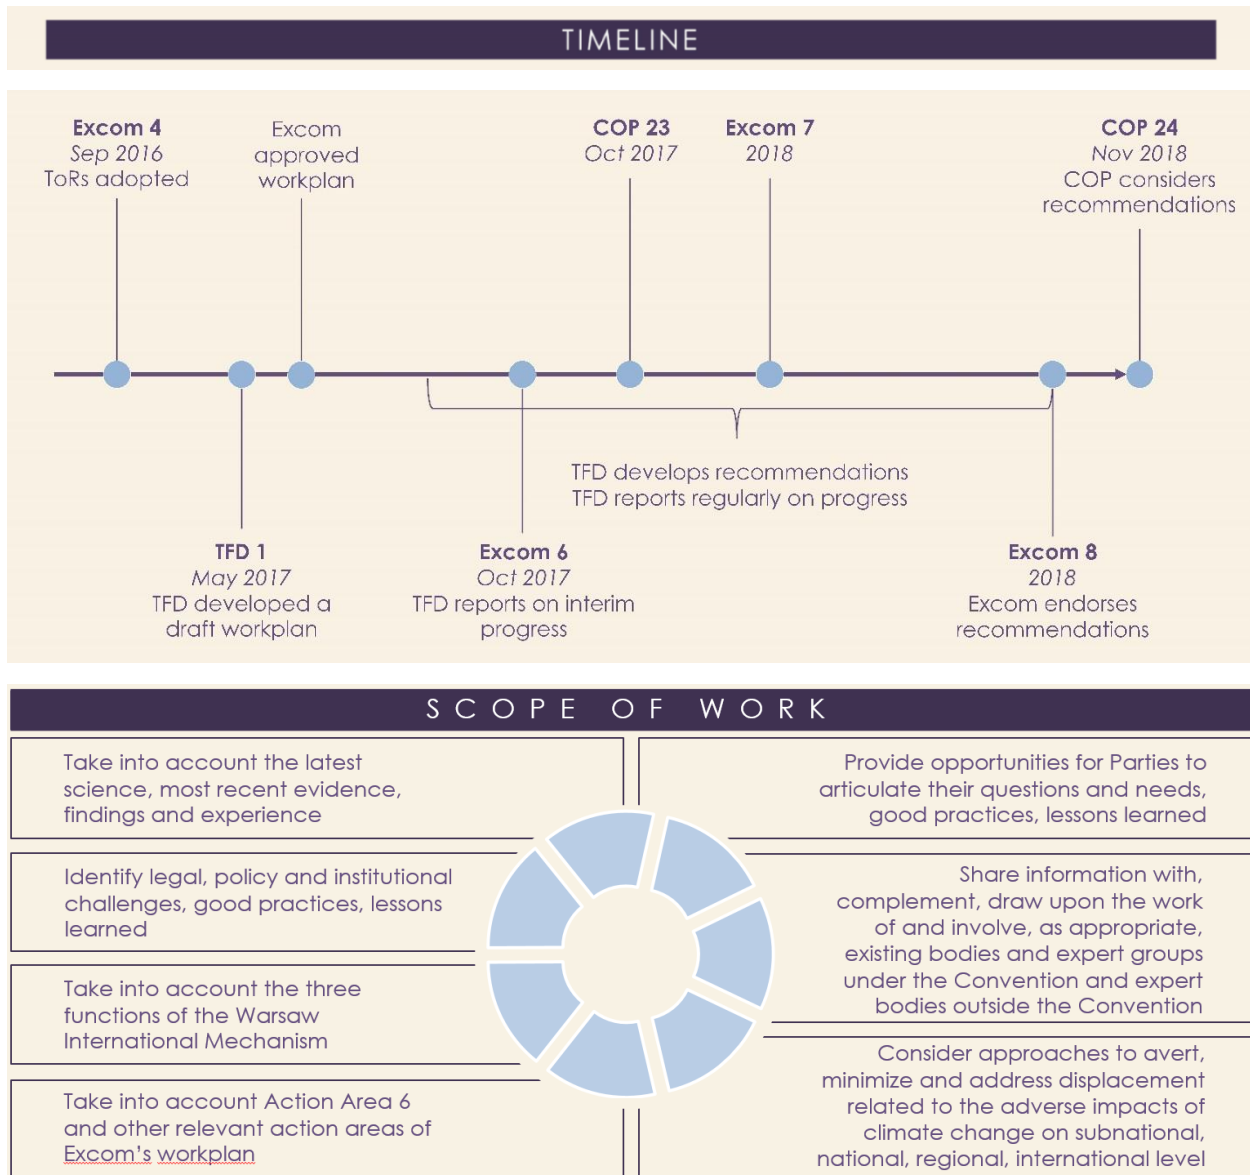 TIMELINE
Excom 4
Sep 2016
ToRs adopted
Excom
approved
workplan
COP 23
Oct 2017
Excom 7
2018
COP 24
Nov 2018
COP considers
recommendations
TFD develops recommendations
TFD reports regularly on progress
TFD 1
May 2017
TFD developed a
draft workplan
Excom 6
Oct 2017
TFD reports on interim
progress
Excom 8
2018
Excom endorses
recommendations
SCOPE OF WORK
Take into account the latest
science, most recent evidence,
findings and experience
Identify legal, policy and institutional
challenges, good practices, lessons
learned
Take into account the three
functions of the Warsaw
International Mechanism
Take into account Action Area 6
and other relevant action areas of
Excom's workplan
Provide opportunities for Parties to
articulate their questions and needs,
good practices, lessons learned
Share information with,
complement, draw upon the work
of and involve, as appropriate,
existing bodies and expert groups
under the Convention and expert
bodies outside the Convention
Consider approaches to avert,
minimize and address displacement
related to the adverse impacts of
climate change on subnational,
national, regional, international level